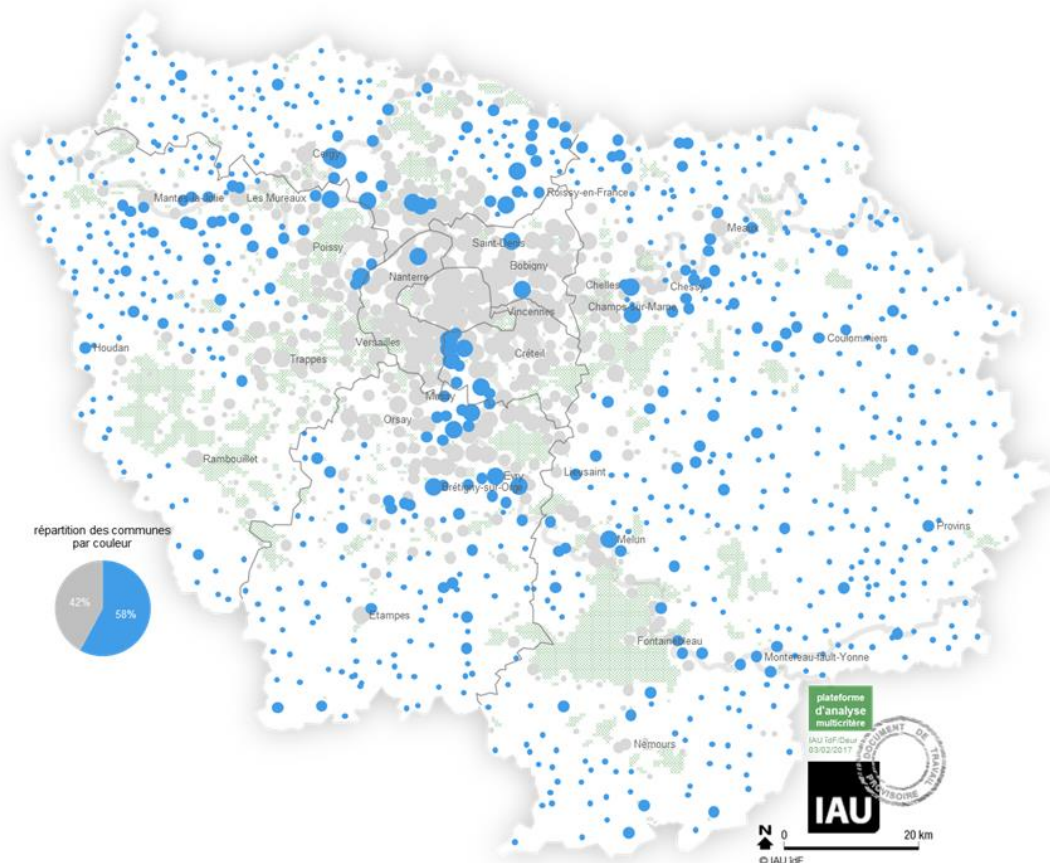 Cergy
Mantes-la-Jolie
Les Mureaux
Roissy-en-France
Meaux
Poissy
Saint-Denis
Nanterre
Bobigny
Chelles
Chessy
Champs-sur-Marne
Vincennes
Houdan
Versailles
Coulommiers
Trappes
Créteil
Massy
Orsay
Rambouillet
Lieusaint
Evry
Brétigny-sur-Orge
Provins
Melun
répartition des communes
par couleur
42%
58%
Etampes
Fontainebleau
Montereau-fault-Yonne
Nemours
plateforme
d'analyse
multicritère
IAU îdF/Deur
03/02/2017
DOCUMENT DE TRAVAIL
PROVISOIRE
IAU
N
0
20 km
© IAU îdF